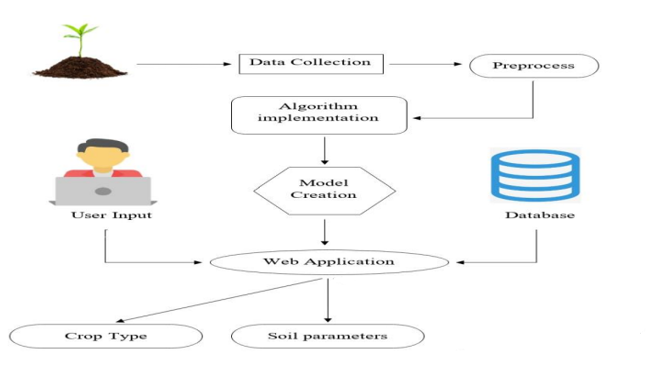 Data Collection
Preprocess
Algorithm
implementation
Model
Creation
User Input
Database
Web Application
Crop Type
Soil parameters